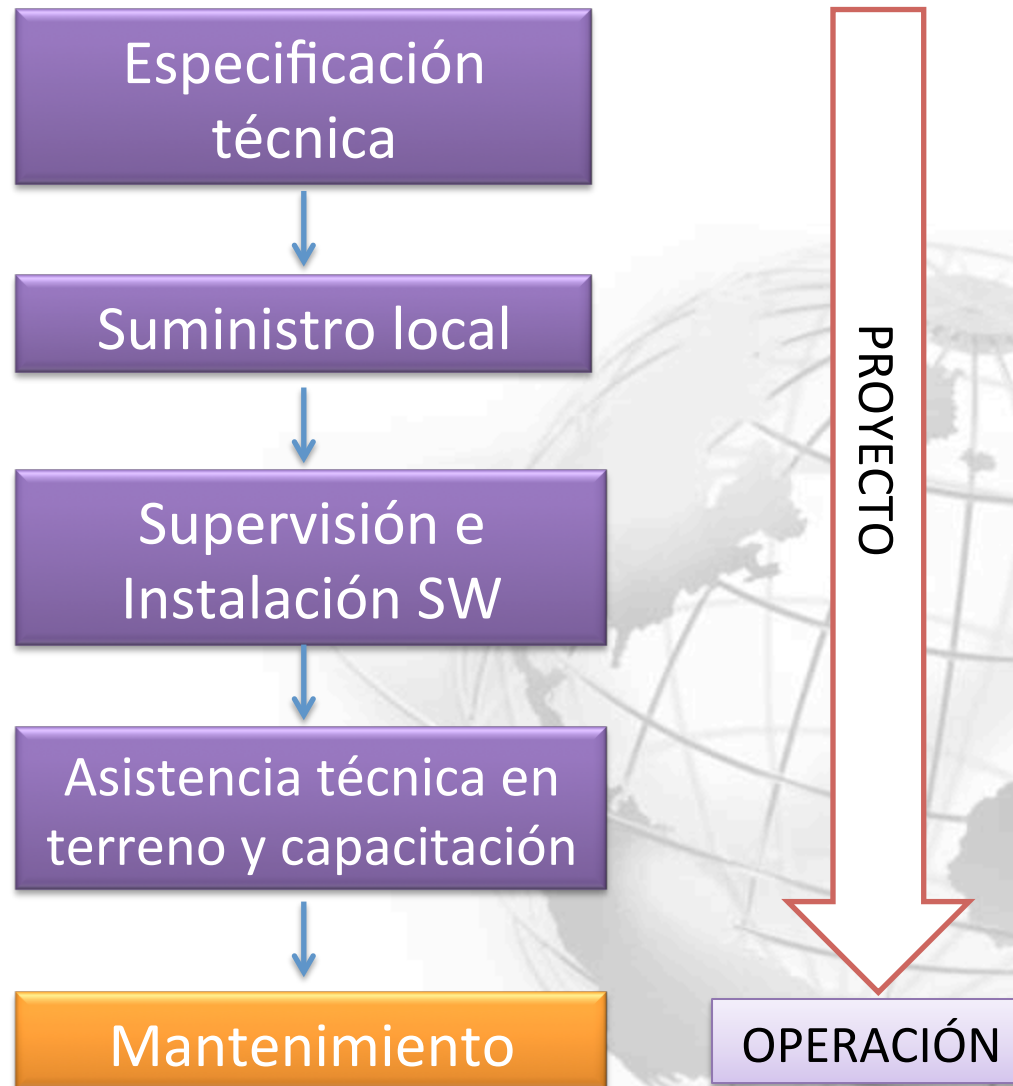 Especificación
técnica
Suministro local
Supervisión e
Instalación SW
Asistencia técnica en
terreno y capacitación
Mantenimiento
PROYECTO
OPERACIÓN